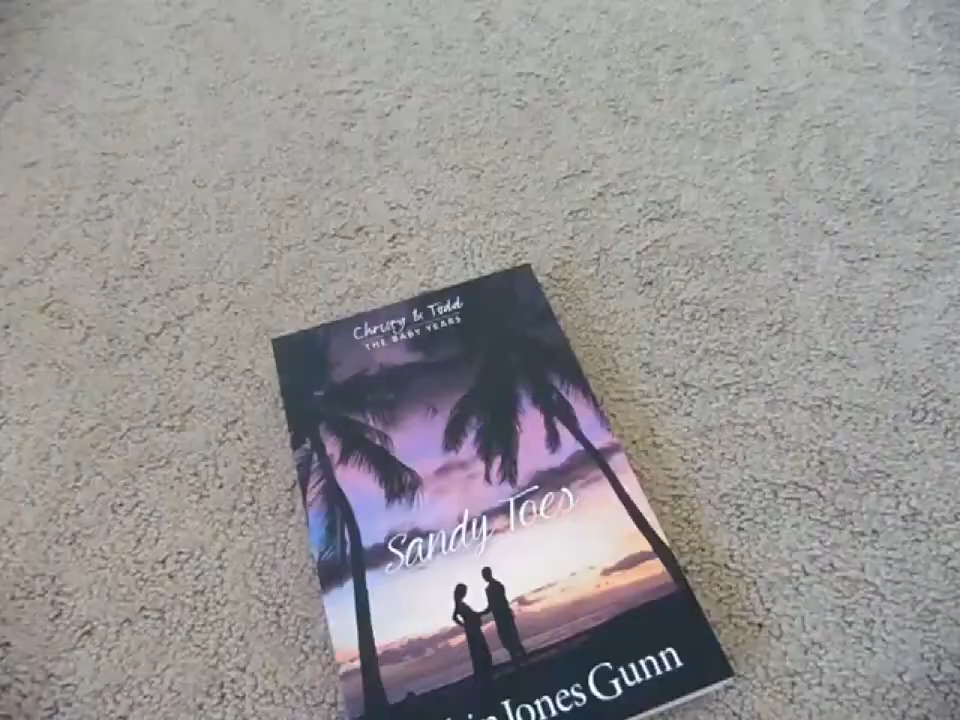 Christy & Todd
THE BABY YEARS
Sandy Toes
Jones Gunn